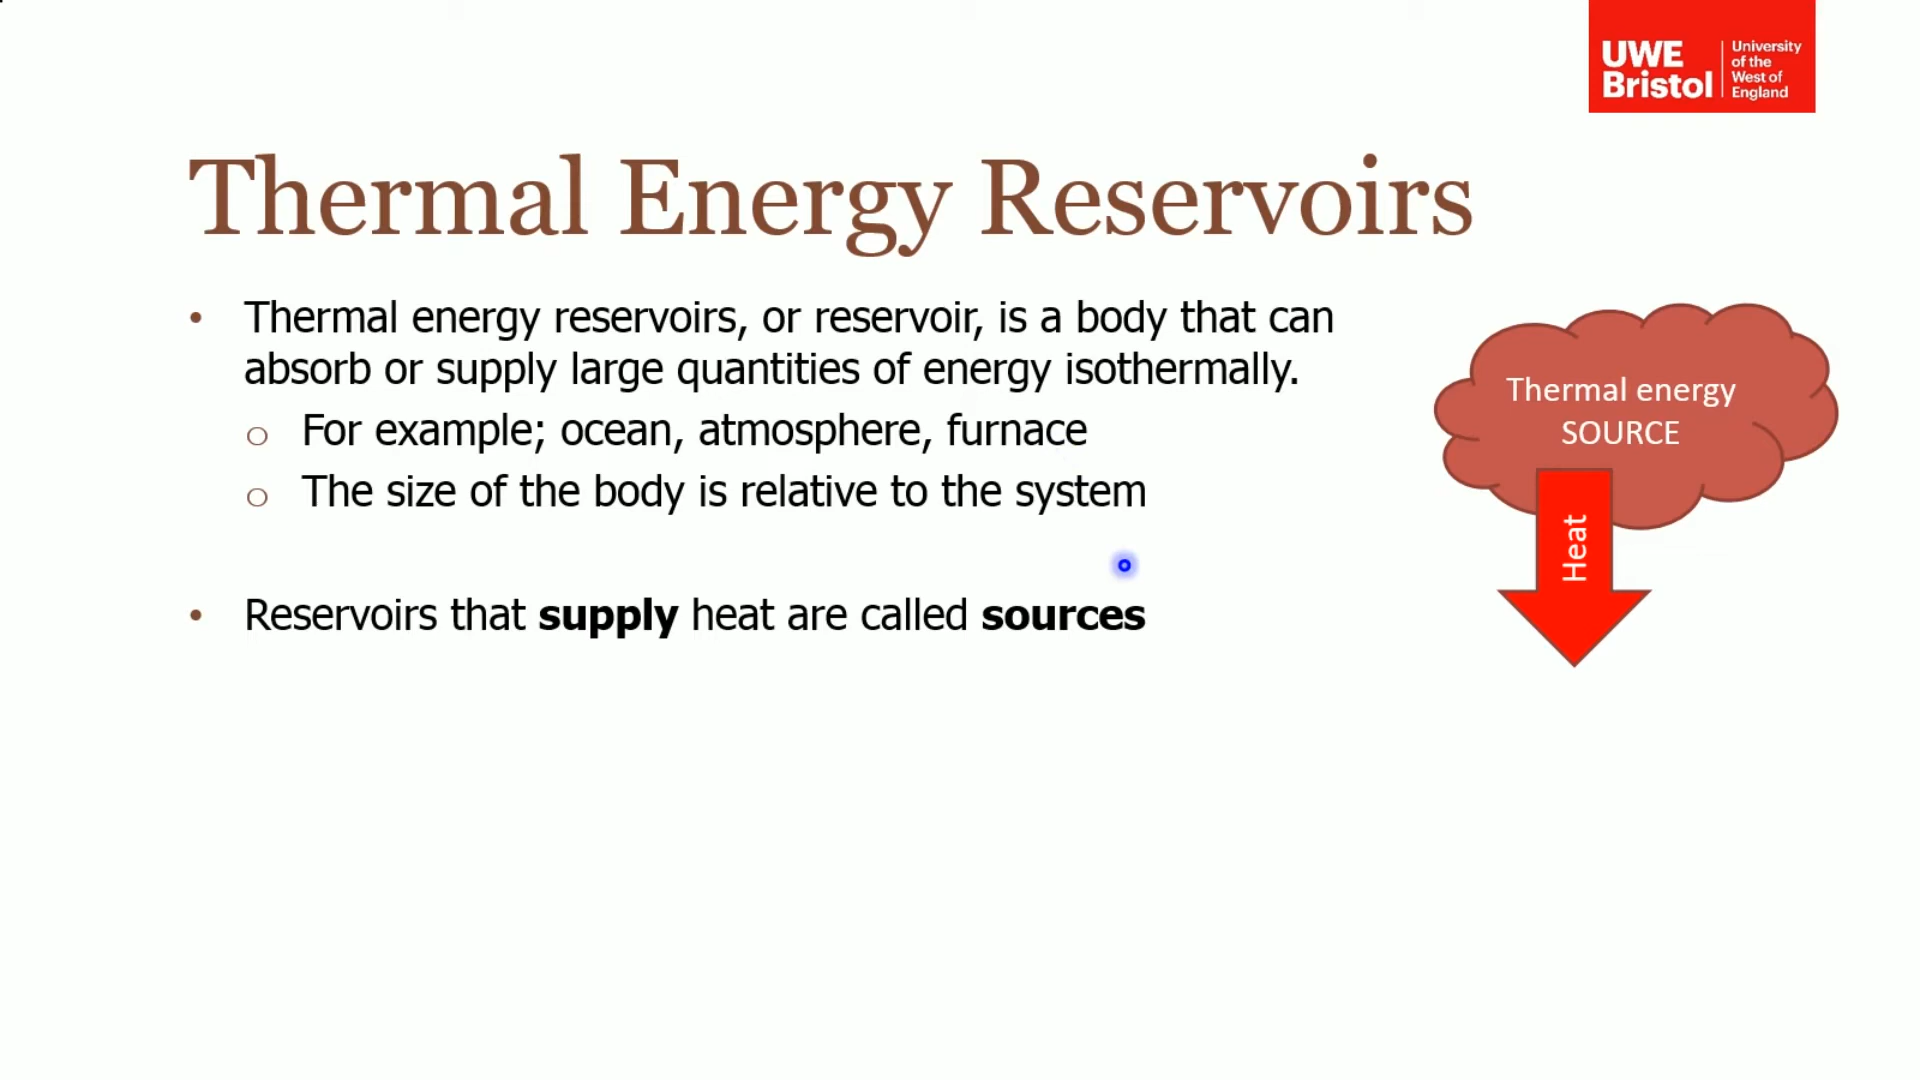 UWE
Bristol
University
of the
West of
England
Thermal Energy Reservoirs
• Thermal energy reservoirs, or reservoir, is a body that can
absorb or supply large quantities of energy isothermally.
o For example; ocean, atmosphere, furnace
o The size of the body is relative to the system
• Reservoirs that supply heat are called sources
Thermal energy
SOURCE
Heat